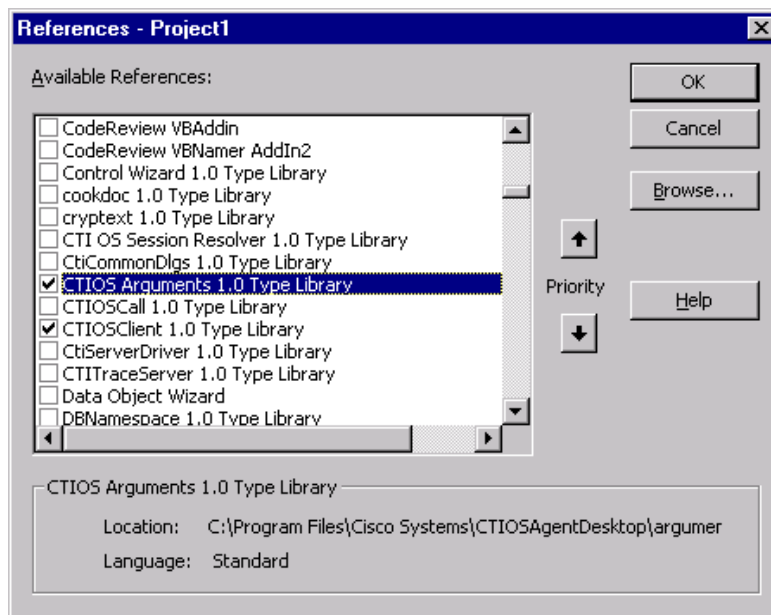 References - Project1
Available References:
CodeReview VBAddin
CodeReview VBNamer AddIn2
Control Wizard 1.0 Type Library
cookdoc 1.0 Type Library
cryptext 1.0 Type Library
CTI OS Session Resolver 1.0 Type Library
CtiCommonDlgs 1.0 Type Library
CTIOS Arguments 1.0 Type Library
CTIOSCall 1.0 Type Library
CTIOSClient 1.0 Type Library
CtiServerDriver 1.0 Type Library
CTITraceServer 1.0 Type Library
Data Object Wizard
DBNamespace 1.0 Type Library
Priority
OK
Cancel
Browse...
Help
CTIOS Arguments 1.0 Type Library
Location: C:\Program Files\Cisco Systems\CTIOSAgentDesktop\argumer
Language: Standard